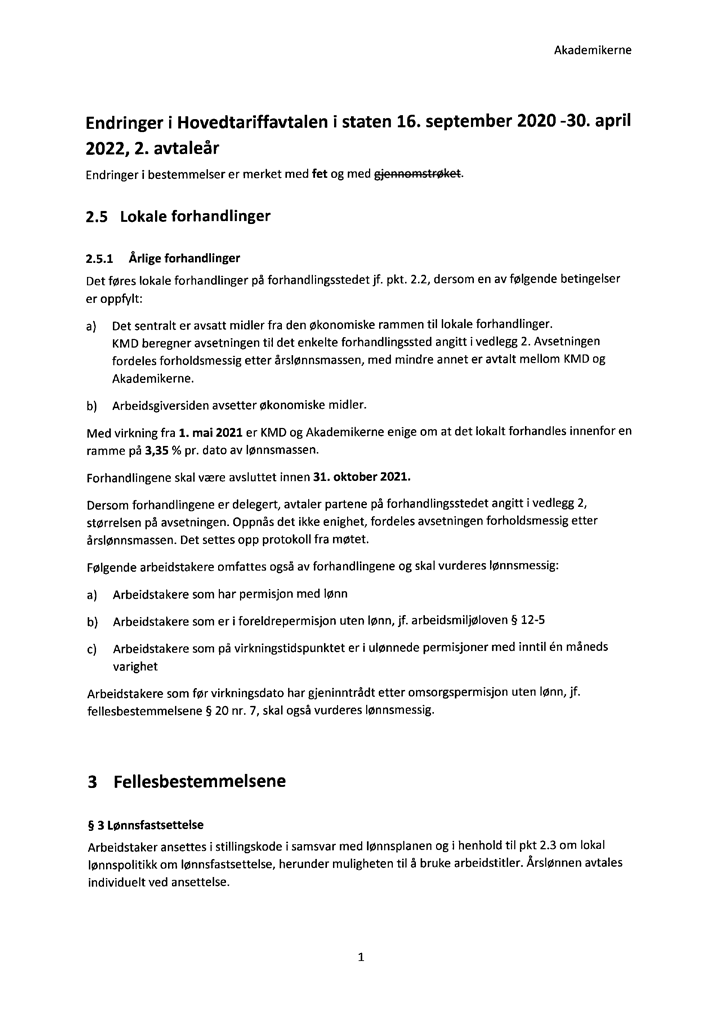 Akademikerne
Endringer i Hovedtariffavtalen i staten 16. september 2020 -30. april
2022, 2. avtaleår
Endringer i bestemmelser er merket med fet og med gjennomstrøket.
2.5 Lokale forhandlinger
2.5.1 Årlige forhandlinger
Det føres lokale forhandlinger på forhandlingsstedet jf. pkt. 2.2, dersom en av følgende betingelser
er oppfylt:
a) Det sentralt er avsatt midler fra den økonomiske rammen til lokale forhandlinger.
KMD beregner avsetningen til det enkelte forhandlingssted angitt i vedlegg 2. Avsetningen
fordeles forholdsmessig etter årslønnsmassen, med mindre annet er avtalt mellom KMD og
Akademikerne.
b) Arbeidsgiversiden avsetter økonomiske midler.
Med virkning fra 1. mai 2021 er KMD og Akademikerne enige om at det lokalt forhandles innenfor en
ramme på 3,35 % pr. dato av lønnsmassen.
Forhandlingene skal være avsluttet innen 31. oktober 2021.
Dersom forhandlingene er delegert, avtaler partene på forhandlingsstedet angitt i vedlegg 2,
størrelsen på avsetningen. Oppnås det ikke enighet, fordeles avsetningen forholdsmessig etter
årslønnsmassen. Det settes opp protokoll fra møtet.
Følgende arbeidstakere omfattes også av forhandlingene og skal vurderes lønnsmessig:
a) Arbeidstakere som har permisjon med lønn
b) Arbeidstakere som er i foreldrepermisjon uten lønn, jf. arbeidsmiljøloven § 12-5
c) Arbeidstakere som på virkningstidspunktet er i ulønnede permisjoner med inntil én måneds
varighet
Arbeidstakere som før virkningsdato har gjeninntrådt etter omsorgspermisjon uten lønn, jf.
fellesbestemmelsene § 20 nr. 7, skal også vurderes lønnsmessig.
3 Fellesbestemmelsene
§ 3 Lønnsfastsettelse
Arbeidstaker ansettes i stillingskode i samsvar med lønnsplanen og i henhold til pkt 2.3 om lokal
lønnspolitikk om lønnsfastsettelse, herunder muligheten til å bruke arbeidstitler. Årslønnen avtales
individuelt ved ansettelse.
1